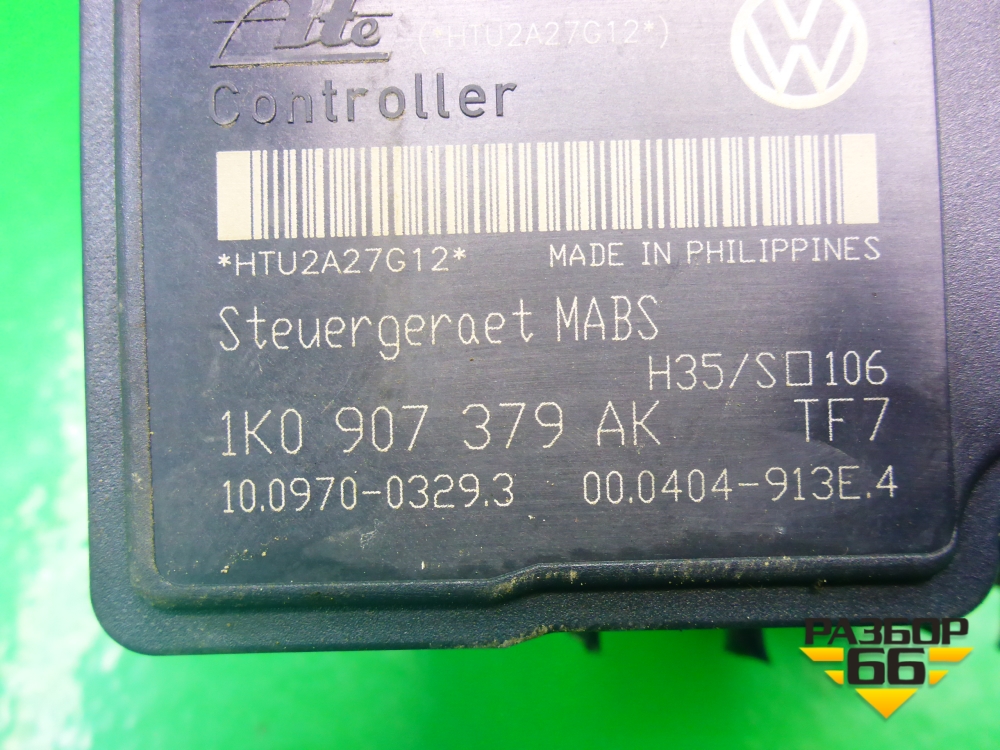 Ate
(*HTU2A27G12*)
VW
Controller
*HTU2A27G12* MADE IN PHILIPPINES
Steuergeraet MABS
H35/S□106
1K0 907 379 AK TF7
10.0970-0329.3 00.0404-913E.4
РАЗБОР
66